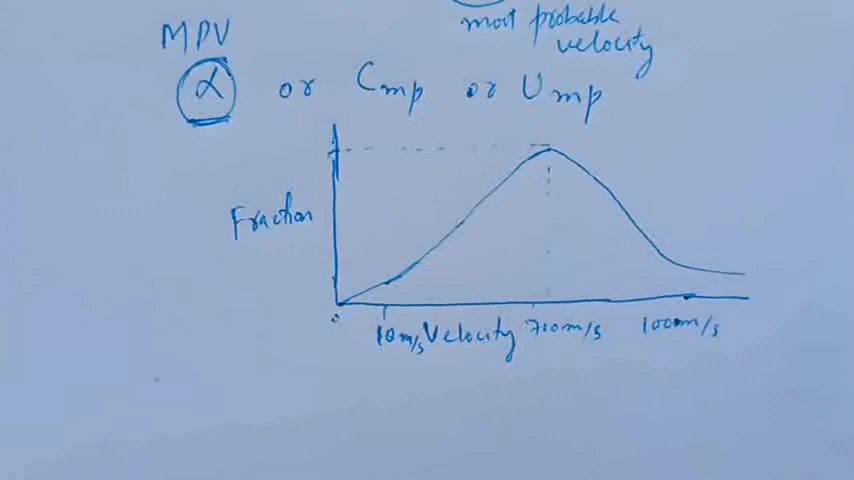 most probable
velocity
MPV
α or Cmp or Ump
Fraction
0
10m/s Velocity 700m/s 1000m/s